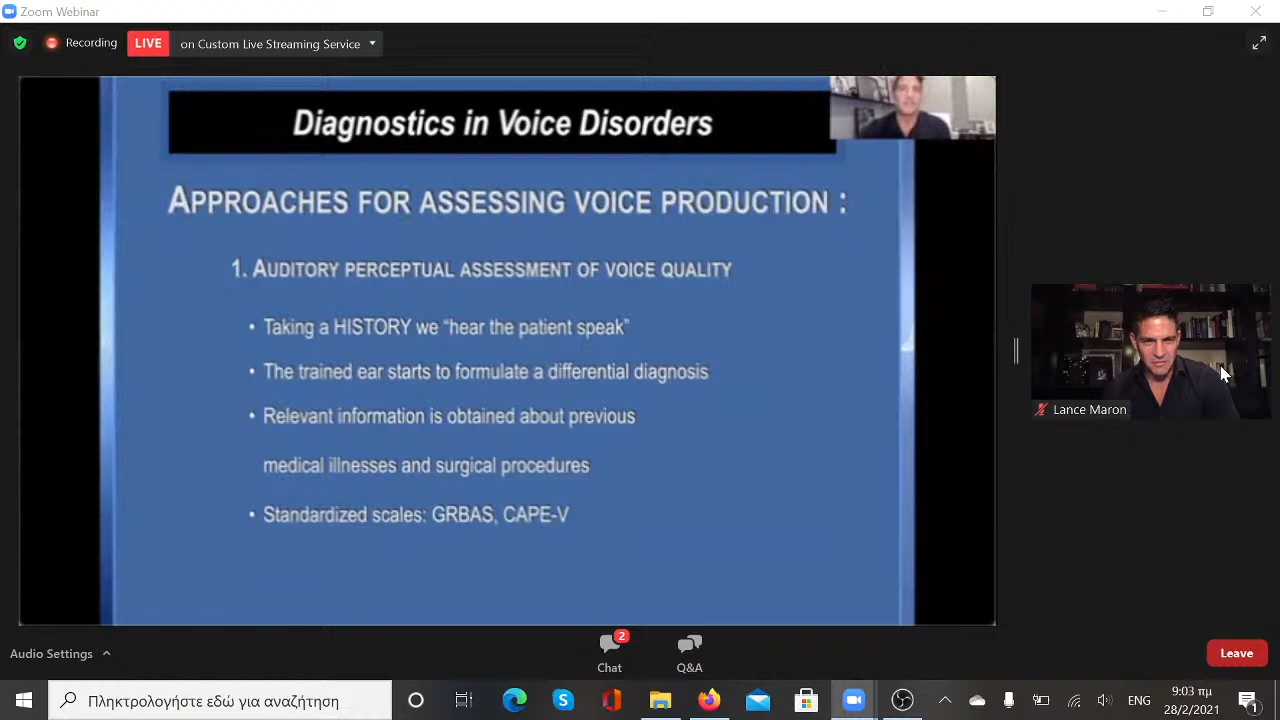 Zoom Webinar
Recording
LIVE
on Custom Live Streaming Service
Diagnostics in Voice Disorders
APPROACHES FOR ASSESSING VOICE PRODUCTION :
1. AUDITORY PERCEPTUAL ASSESSMENT OF VOICE QUALITY
• Taking a HISTORY we “hear the patient speak”
• The trained ear starts to formulate a differential diagnosis
• Relevant information is obtained about previous
medical illnesses and surgical procedures
• Standardized scales: GRBAS, CAPE-V
Lance Maron
Audio Settings
2
Chat
Q&A
Leave
Πληκτρολογήστε εδώ για αναζήτηση
ENG
9:03 πμ
28/2/2021
1